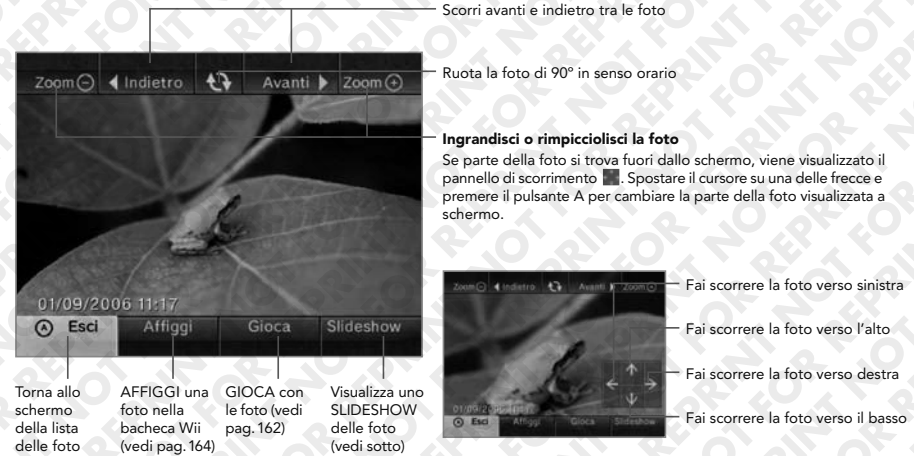 Scorri avanti e indietro tra le foto
Zoom Indietro Avanti Zoom
Ruota la foto di 90° in senso orario
Ingrandisci o rimpicciolisci la foto
Se parte della foto si trova fuori dallo schermo, viene visualizzato il
pannello di scorrimento . Spostare il cursore su una delle frecce e
premere il pulsante A per cambiare la parte della foto visualizzata a
schermo.
01/09/2006 11:17
A Esci Affiggi Gioca Slideshow
Torna allo
schermo
della lista
delle foto
AFFIGGI una
foto nella
bacheca Wii
(vedi pag. 164)
GIOCA con
le foto (vedi
pag. 162)
Visualizza uno
SLIDESHOW
delle foto
(vedi sotto)
Zoom Indietro Avanti Zoom
Fai scorrere la foto verso sinistra
Fai scorrere la foto verso l'alto
Fai scorrere la foto verso destra
Fai scorrere la foto verso il basso
A Esci Affiggi Gioca Slideshow
NOT FOR REPRINT